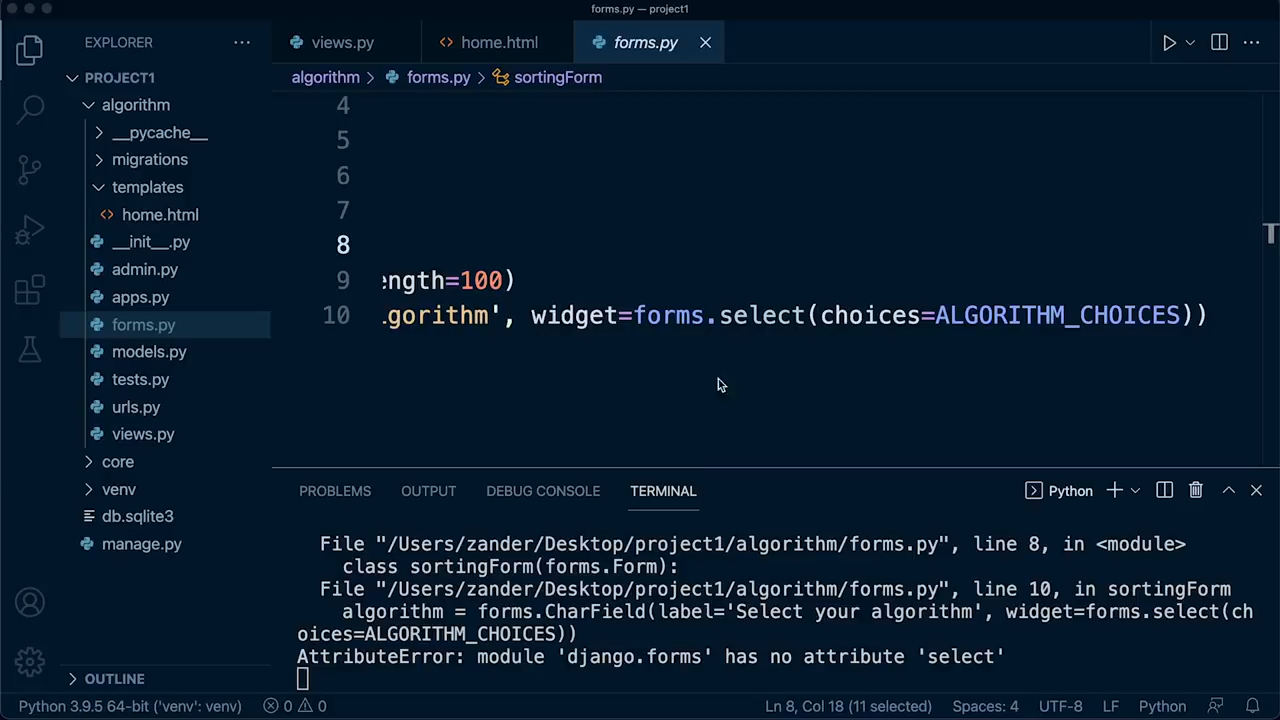 forms.py — project1
EXPLORER
views.py
home.html
forms.py
PROJECT1
algorithm > forms.py > sortingForm
algorithm
__pycache__
migrations
templates
home.html
__init__.py
admin.py
apps.py
forms.py
models.py
tests.py
urls.py
views.py
core
venv
db.sqlite3
manage.py
OUTLINE
4
5
6
7
8
9 ength=100)
10 lgorithm', widget=forms.select(choices=ALGORITHM_CHOICES))
PROBLEMS OUTPUT DEBUG CONSOLE TERMINAL
Python
File "/Users/zander/Desktop/project1/algorithm/forms.py", line 8, in <module>
class sortingForm(forms.Form):
File "/Users/zander/Desktop/project1/algorithm/forms.py", line 10, in sortingForm
algorithm = forms.CharField(label='Select your algorithm', widget=forms.select(ch
oices=ALGORITHM_CHOICES))
AttributeError: module 'django.forms' has no attribute 'select'
Python 3.9.5 64-bit ('venv': venv) 0 0 Ln 8, Col 18 (11 selected) Spaces: 4 UTF-8 LF Python